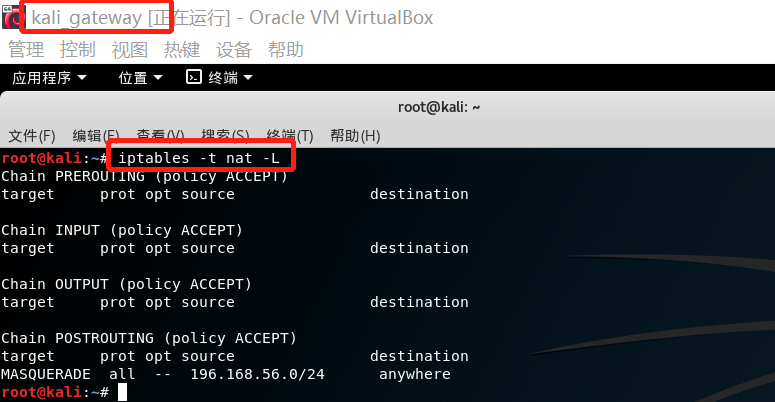 kali_gateway [正在运行] - Oracle VM VirtualBox
管理 控制 视图 热键 设备 帮助
应用程序 位置 终端
root@kali: ~
文件(F) 编辑(E) 查看(V) 搜索(S) 终端(T) 帮助(H)
root@kali:~# iptables -t nat -L
Chain PREROUTING (policy ACCEPT)
target prot opt source destination
Chain INPUT (policy ACCEPT)
target prot opt source destination
Chain OUTPUT (policy ACCEPT)
target prot opt source destination
Chain POSTROUTING (policy ACCEPT)
target prot opt source destination
MASQUERADE all -- 196.168.56.0/24 anywhere
root@kali:~#